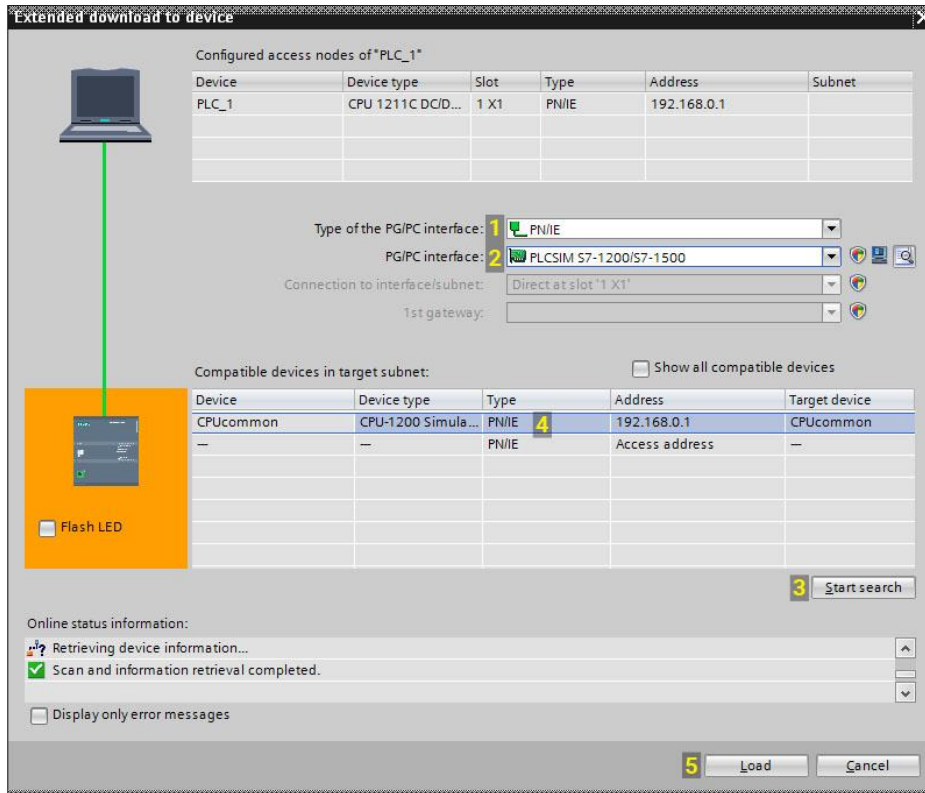 Extended download to device
Configured access nodes of "PLC_1"
Device Device type Slot Type Address Subnet
PLC_1 CPU 1211C DC/D... 1 X1 PN/IE 192.168.0.1
Type of the PG/PC interface: 1 PN/IE
PG/PC interface: 2 PLCSIM S7-1200/S7-1500
Connection to interface/subnet: Direct at slot '1 X1'
1st gateway:
Compatible devices in target subnet: Show all compatible devices
Device Device type Type Address Target device
CPUcommon CPU-1200 Simula... PN/IE 4 192.168.0.1 CPUcommon
— — PN/IE Access address —
Flash LED
3 Start search
Online status information:
Retrieving device information...
Scan and information retrieval completed.
Display only error messages
5 Load Cancel